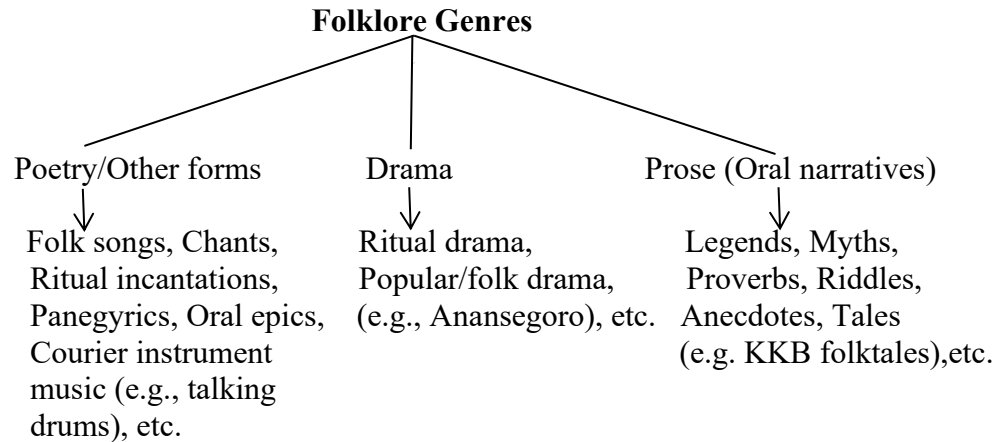 Folklore Genres
Poetry/Other forms
Drama
Prose (Oral narratives)
Folk songs, Chants,
Ritual incantations,
Panegyrics, Oral epics,
Courier instrument
music (e.g., talking
drums), etc.
Ritual drama,
Popular/folk drama,
(e.g., Anansegoro), etc.
Legends, Myths,
Proverbs, Riddles,
Anecdotes, Tales
(e.g. KKB folktales),etc.